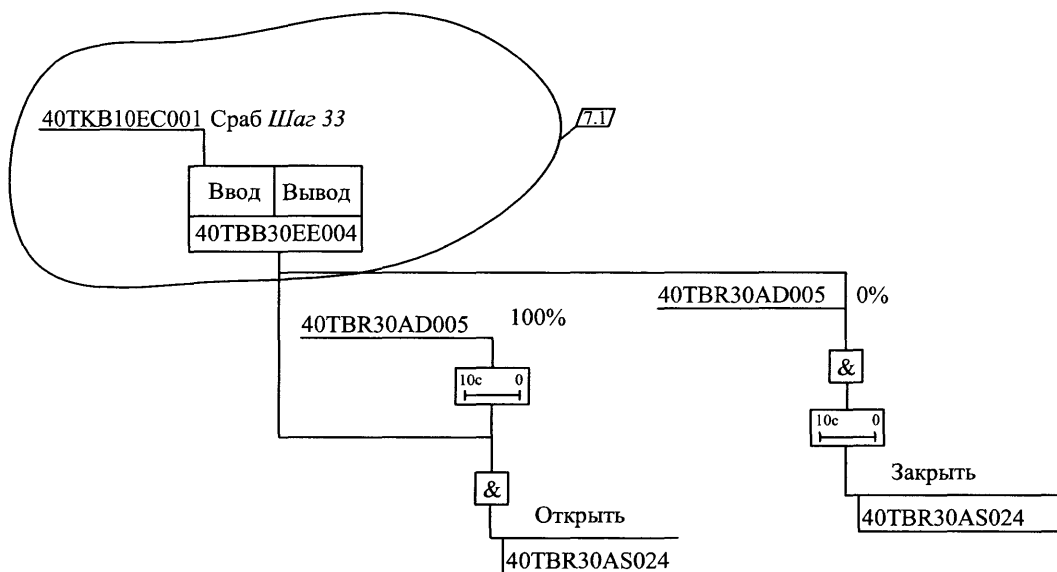 40TKB10EC001 Сраб Шаг 33
7.1
Ввод Вывод
40TBB30EE004
40TBR30AD005 0%
40TBR30AD005 100%
&
10с 0
10с 0
&
Закрыть
40TBR30AS024
Открыть
40TBR30AS024